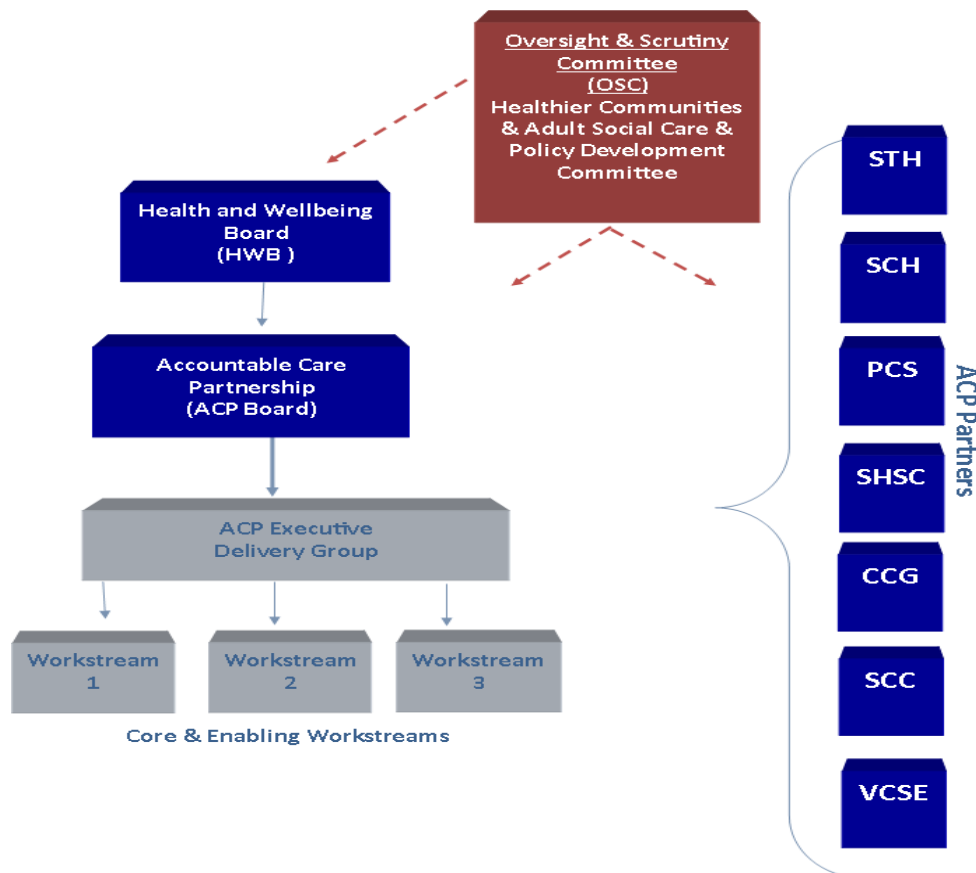 Oversight & Scrutiny
Committee
(OSC)
Healthier Communities
& Adult Social Care &
Policy Development
Committee
Health and Wellbeing
Board
(HWB )
Accountable Care
Partnership
(ACP Board)
ACP Executive
Delivery Group
Workstream
1
Workstream
2
Workstream
3
Core & Enabling Workstreams
STH
SCH
PCS
SHSC
CCG
SCC
VCSE
ACP Partners